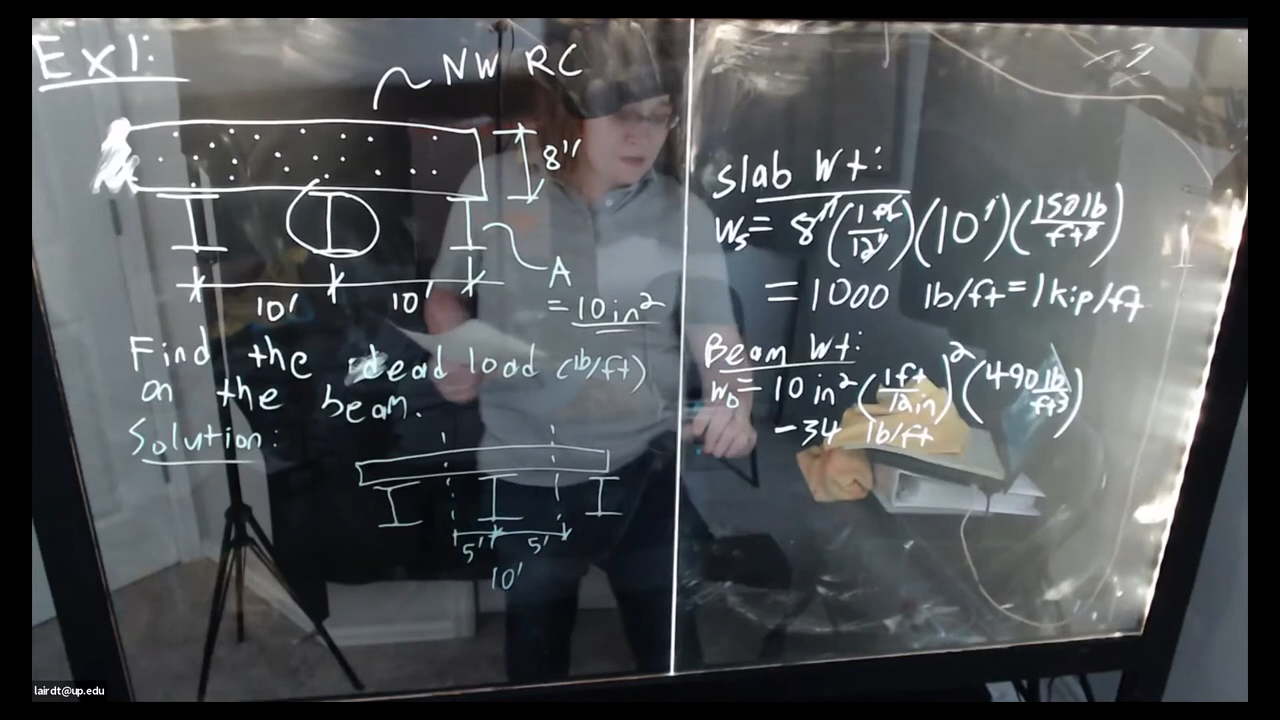 Ex1:
NW RC
8"
A
= 10 in²
10' 10'
Find the dead load (lb/ft)
on the beam.
Solution:
5' 5'
10'
Slab Wt:
Ws = 8" (1 ft/12") (10') (150 lb/ft³)
= 1000 lb/ft = 1 kip/ft
Beam Wt:
Wb = 10 in² (1 ft/12 in)² (490 lb/ft³)
- 34 lb/ft
lairdt@up.edu